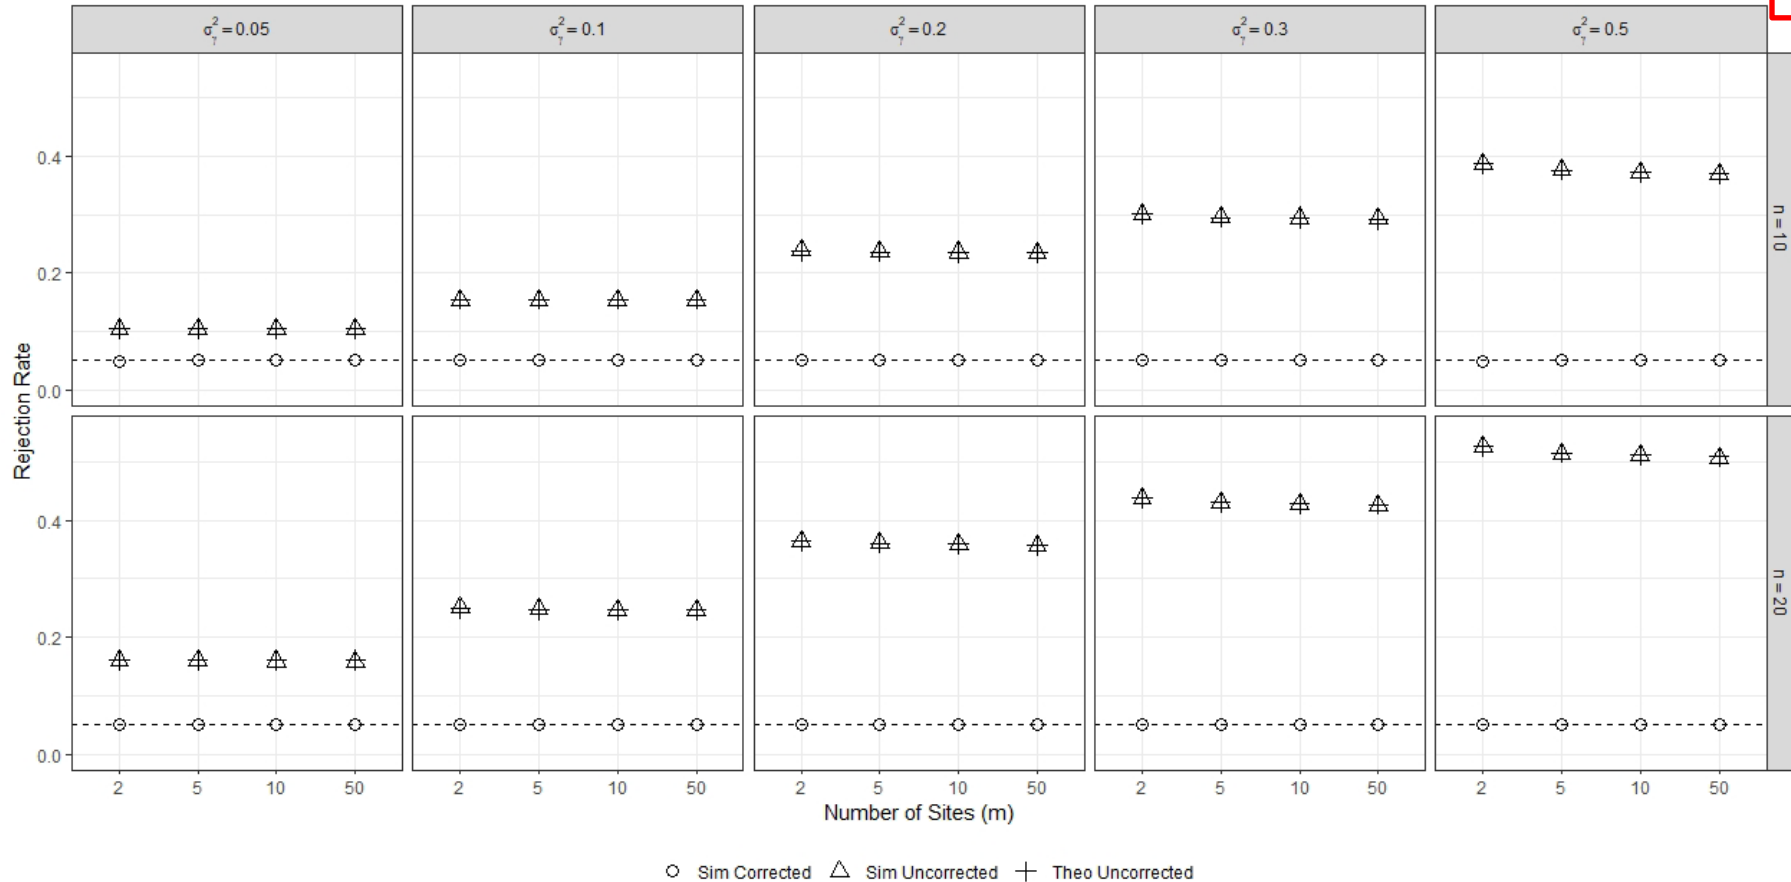 σ²γ = 0.05 σ²γ = 0.1 σ²γ = 0.2 σ²γ = 0.3 σ²γ = 0.5
0.4
0.2
0.0
n = 10
Rejection Rate
0.4
0.2
0.0
n = 20
2 5 10 50 2 5 10 50 2 5 10 50 2 5 10 50 2 5 10 50
Number of Sites (m)
Sim Corrected Sim Uncorrected Theo Uncorrected